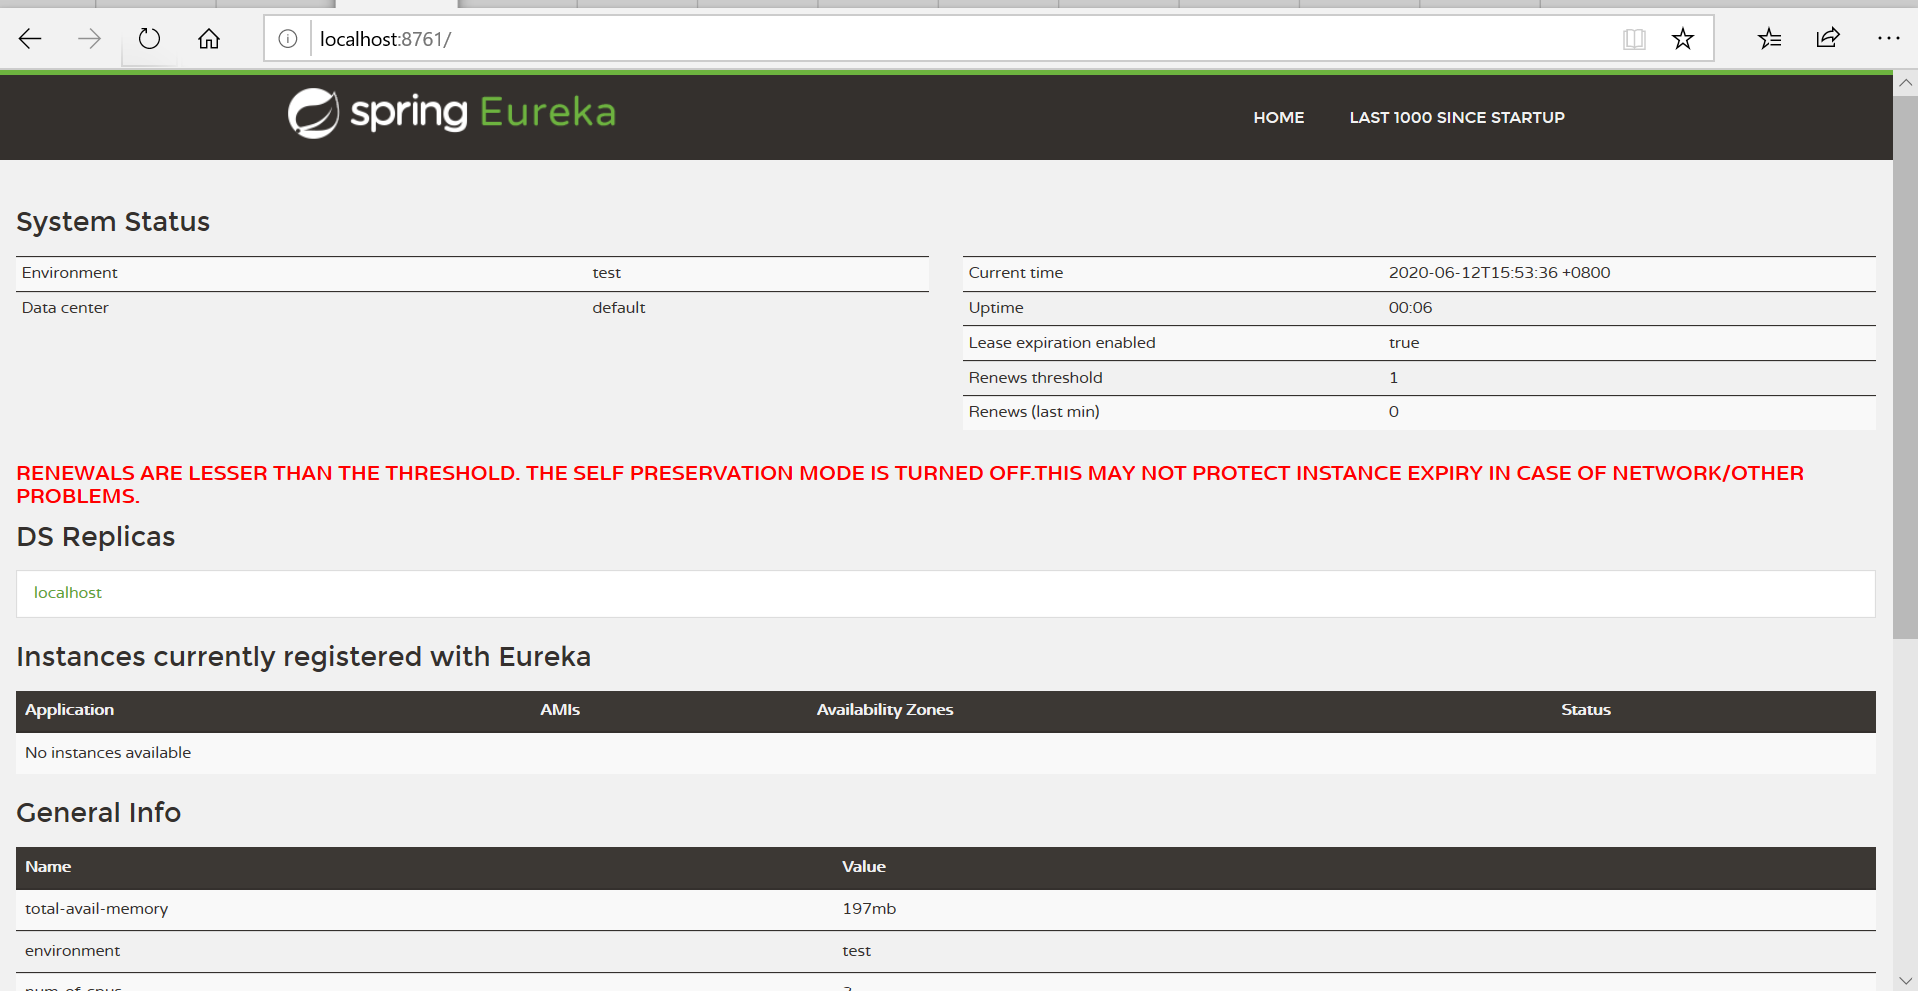 localhost:8761/
spring Eureka
HOME LAST 1000 SINCE STARTUP
System Status
Environment test
Data center default
Current time 2020-06-12T15:53:36 +0800
Uptime 00:06
Lease expiration enabled true
Renews threshold 1
Renews (last min) 0
RENEWALS ARE LESSER THAN THE THRESHOLD. THE SELF PRESERVATION MODE IS TURNED OFF.THIS MAY NOT PROTECT INSTANCE EXPIRY IN CASE OF NETWORK/OTHER
PROBLEMS.
DS Replicas
localhost
Instances currently registered with Eureka
Application AMIs Availability Zones Status
No instances available
General Info
Name Value
total-avail-memory 197mb
environment test